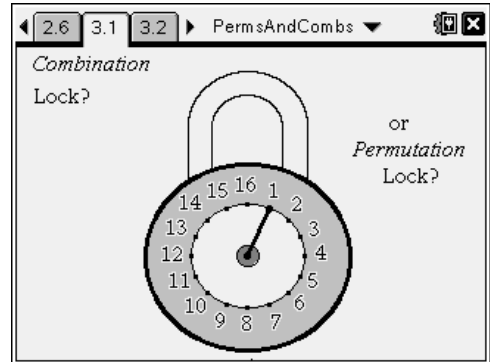 2.6 3.1 3.2 PermsAndCombs
Combination
Lock?
or
Permutation
Lock?
16
1
2
3
4
5
6
7
8
9
10
11
12
13
14
15